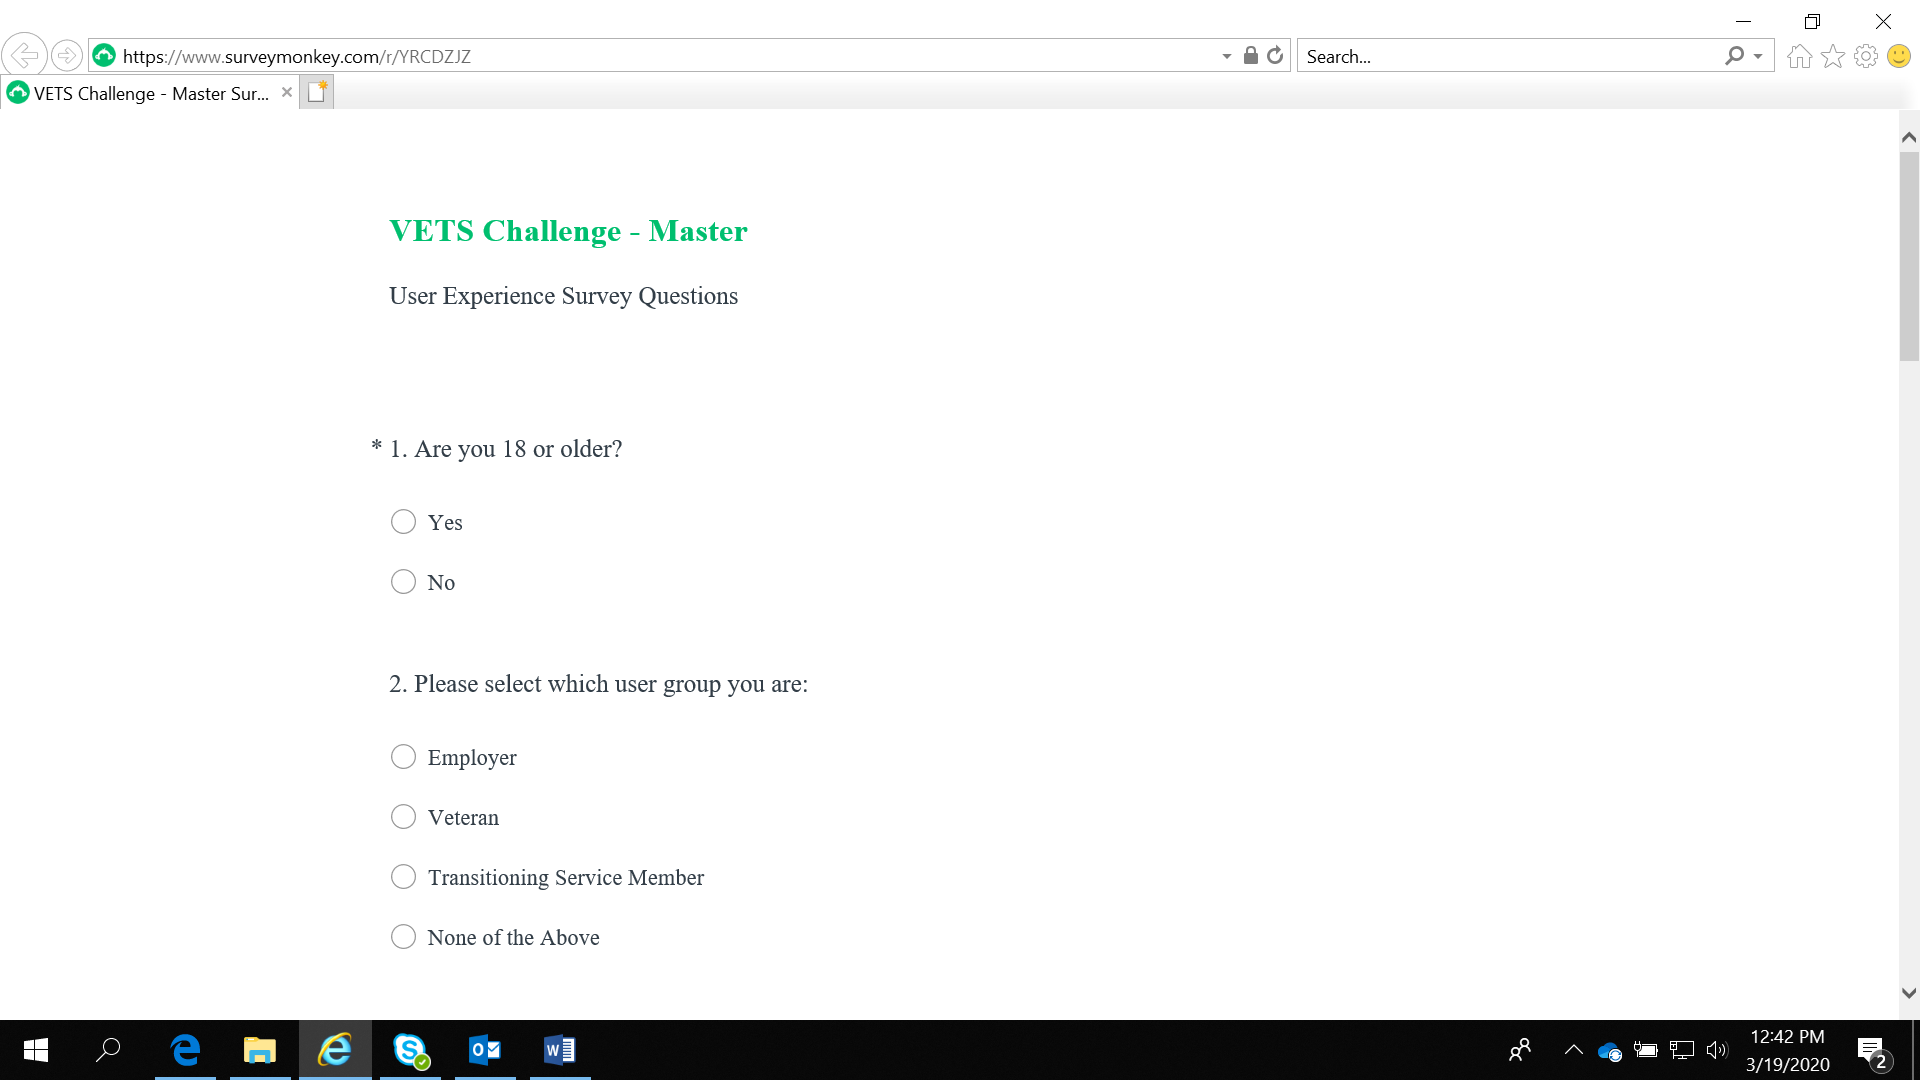 https://www.surveymonkey.com/r/YRCDZJZ
Search...
VETS Challenge - Master Sur...
VETS Challenge - Master
User Experience Survey Questions
* 1. Are you 18 or older?
Yes
No
2. Please select which user group you are:
Employer
Veteran
Transitioning Service Member
None of the Above
12:42 PM
3/19/2020
2